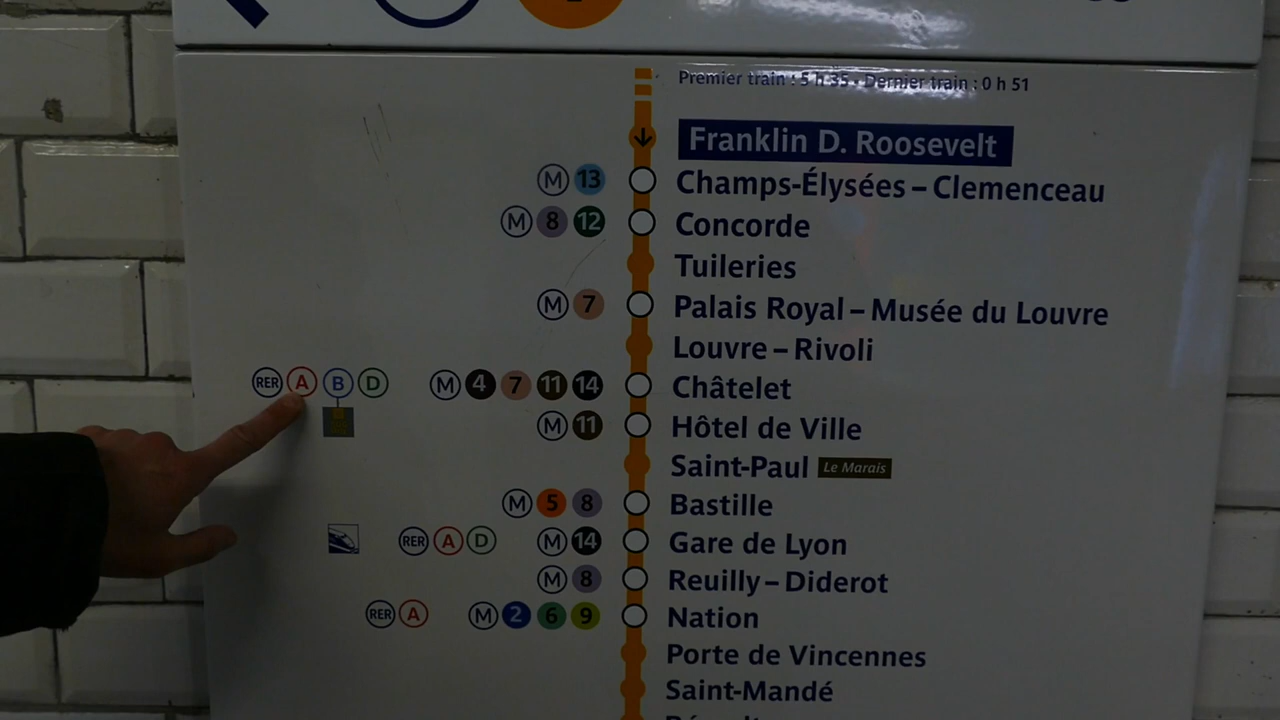 Premier train : 5 h 35 - Dernier train : 0 h 51
Franklin D. Roosevelt
M 13 Champs-Élysées – Clemenceau
M 8 12 Concorde
Tuileries
M 7 Palais Royal – Musée du Louvre
Louvre – Rivoli
RER A B D M 4 7 11 14 Châtelet
M 11 Hôtel de Ville
Saint-Paul Le Marais
M 5 8 Bastille
RER A D M 14 Gare de Lyon
M 8 Reuilly – Diderot
RER A M 2 6 9 Nation
Porte de Vincennes
Saint-Mandé